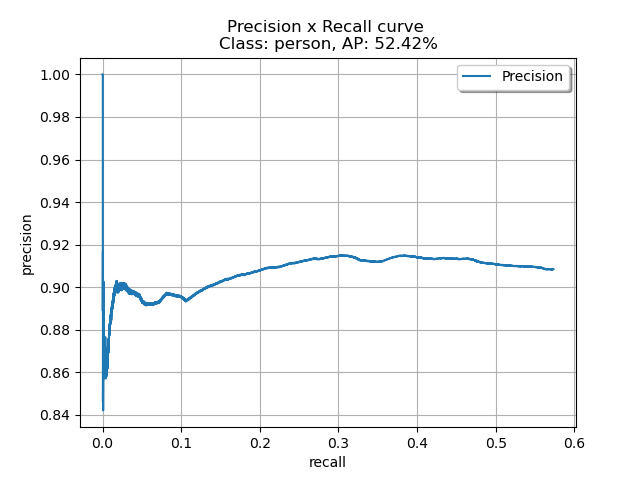 Precision x Recall curve
Class: person, AP: 52.42%
Precision
1.00
0.98
0.96
0.94
0.92
0.90
0.88
0.86
0.84
precision
0.0 0.1 0.2 0.3 0.4 0.5 0.6
recall